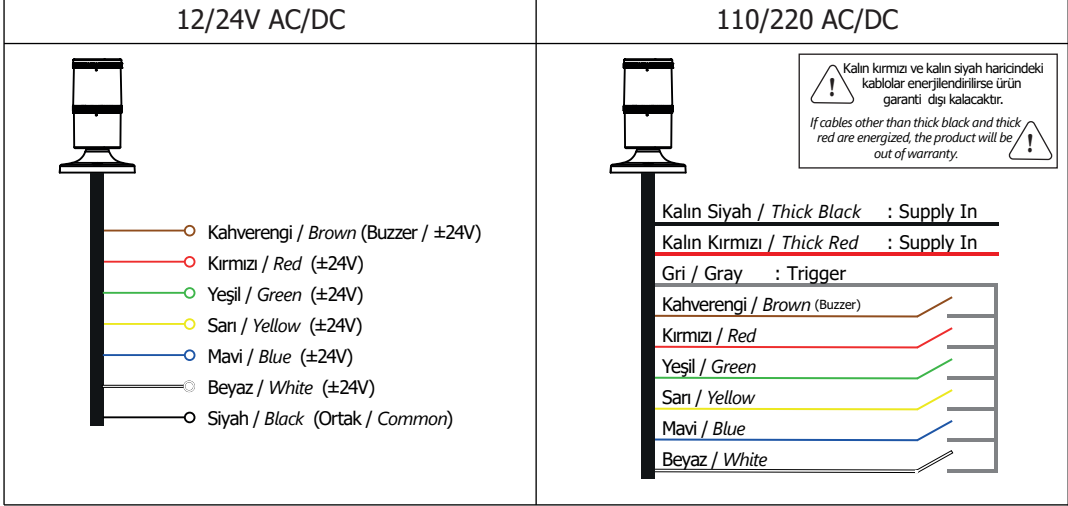 12/24V AC/DC
110/220 AC/DC
Kahverengi / Brown (Buzzer / ±24V)
Kırmızı / Red (±24V)
Yeşil / Green (±24V)
Sarı / Yellow (±24V)
Mavi / Blue (±24V)
Beyaz / White (±24V)
Siyah / Black (Ortak / Common)
Kalın kırmızı ve kalın siyah haricindeki
kablolar enerjilendirilirse ürün
garanti dışı kalacaktır.
If cables other than thick black and thick
red are energized, the product will be
out of warranty.
Kalın Siyah / Thick Black : Supply In
Kalın Kırmızı / Thick Red : Supply In
Gri / Gray : Trigger
Kahverengi / Brown (Buzzer)
Kırmızı / Red
Yeşil / Green
Sarı / Yellow
Mavi / Blue
Beyaz / White